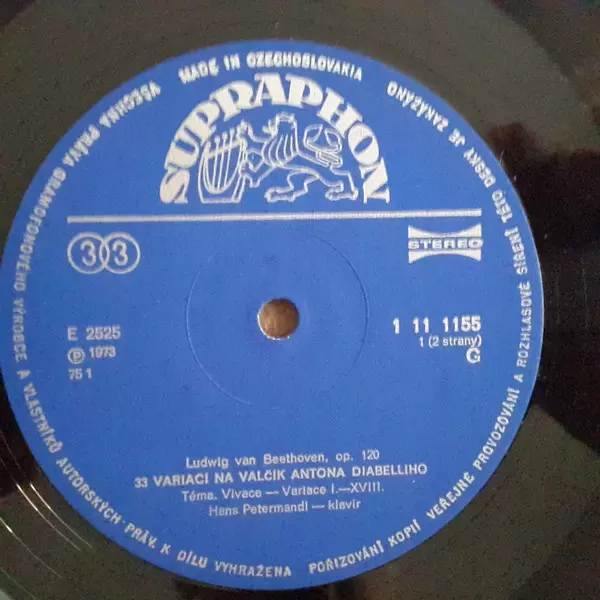 MADE IN CZECHOSLOVAKIA
SUPRAPHON
33
STEREO
E 2525
℗ 1973
75 1
1 11 1155
1 (2 strany)
G
Ludwig van Beethoven, op. 120
33 VARIACÍ NA VALČÍK ANTONA DIABELLIHO
Téma. Vivace — Variace I.—XVIII.
Hans Petermandl — klavír
VŠECHNA PRÁVA GRAMOFONOVÉHO VÝROBCE A VLASTNÍKŮ AUTORSKÝCH PRÁV K DÍLU VYHRAŽENA
POŘIZOVÁNÍ KOPIÍ VEŘEJNÉ PROVOZOVÁNÍ A ROZHLASOVÉ ŠÍŘENÍ TÉTO DESKY JE ZAKÁZÁNO